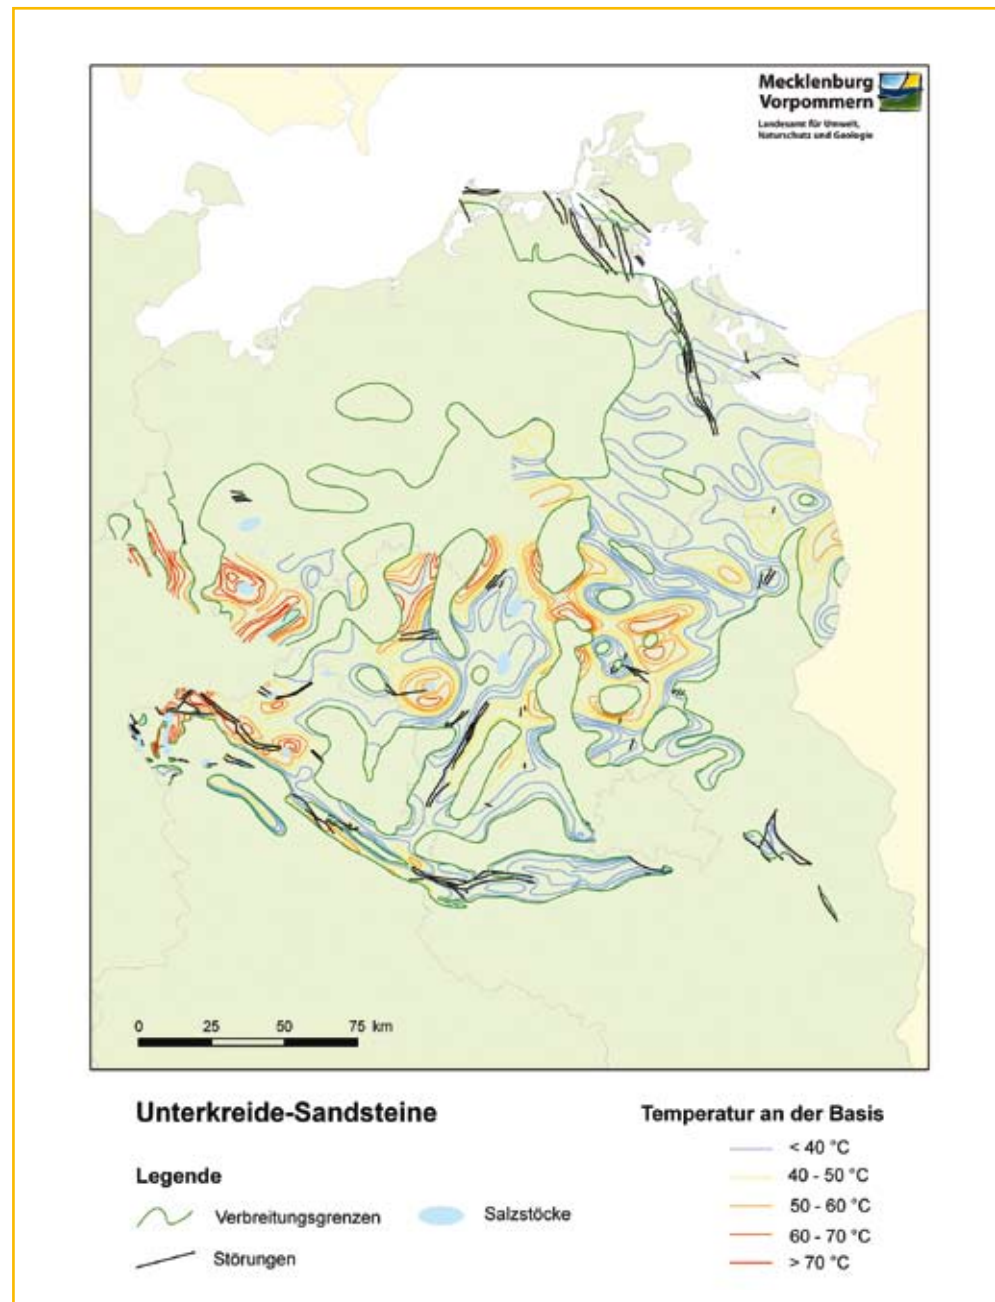 Mecklenburg
Vorpommern
Landesamt für Umwelt,
Naturschutz und Geologie
0 25 50 75 km
Unterkreide-Sandsteine
Legende
Verbreitungsgrenzen
Salzstöcke
Störungen
Temperatur an der Basis
< 40 °C
40 - 50 °C
50 - 60 °C
60 - 70 °C
> 70 °C